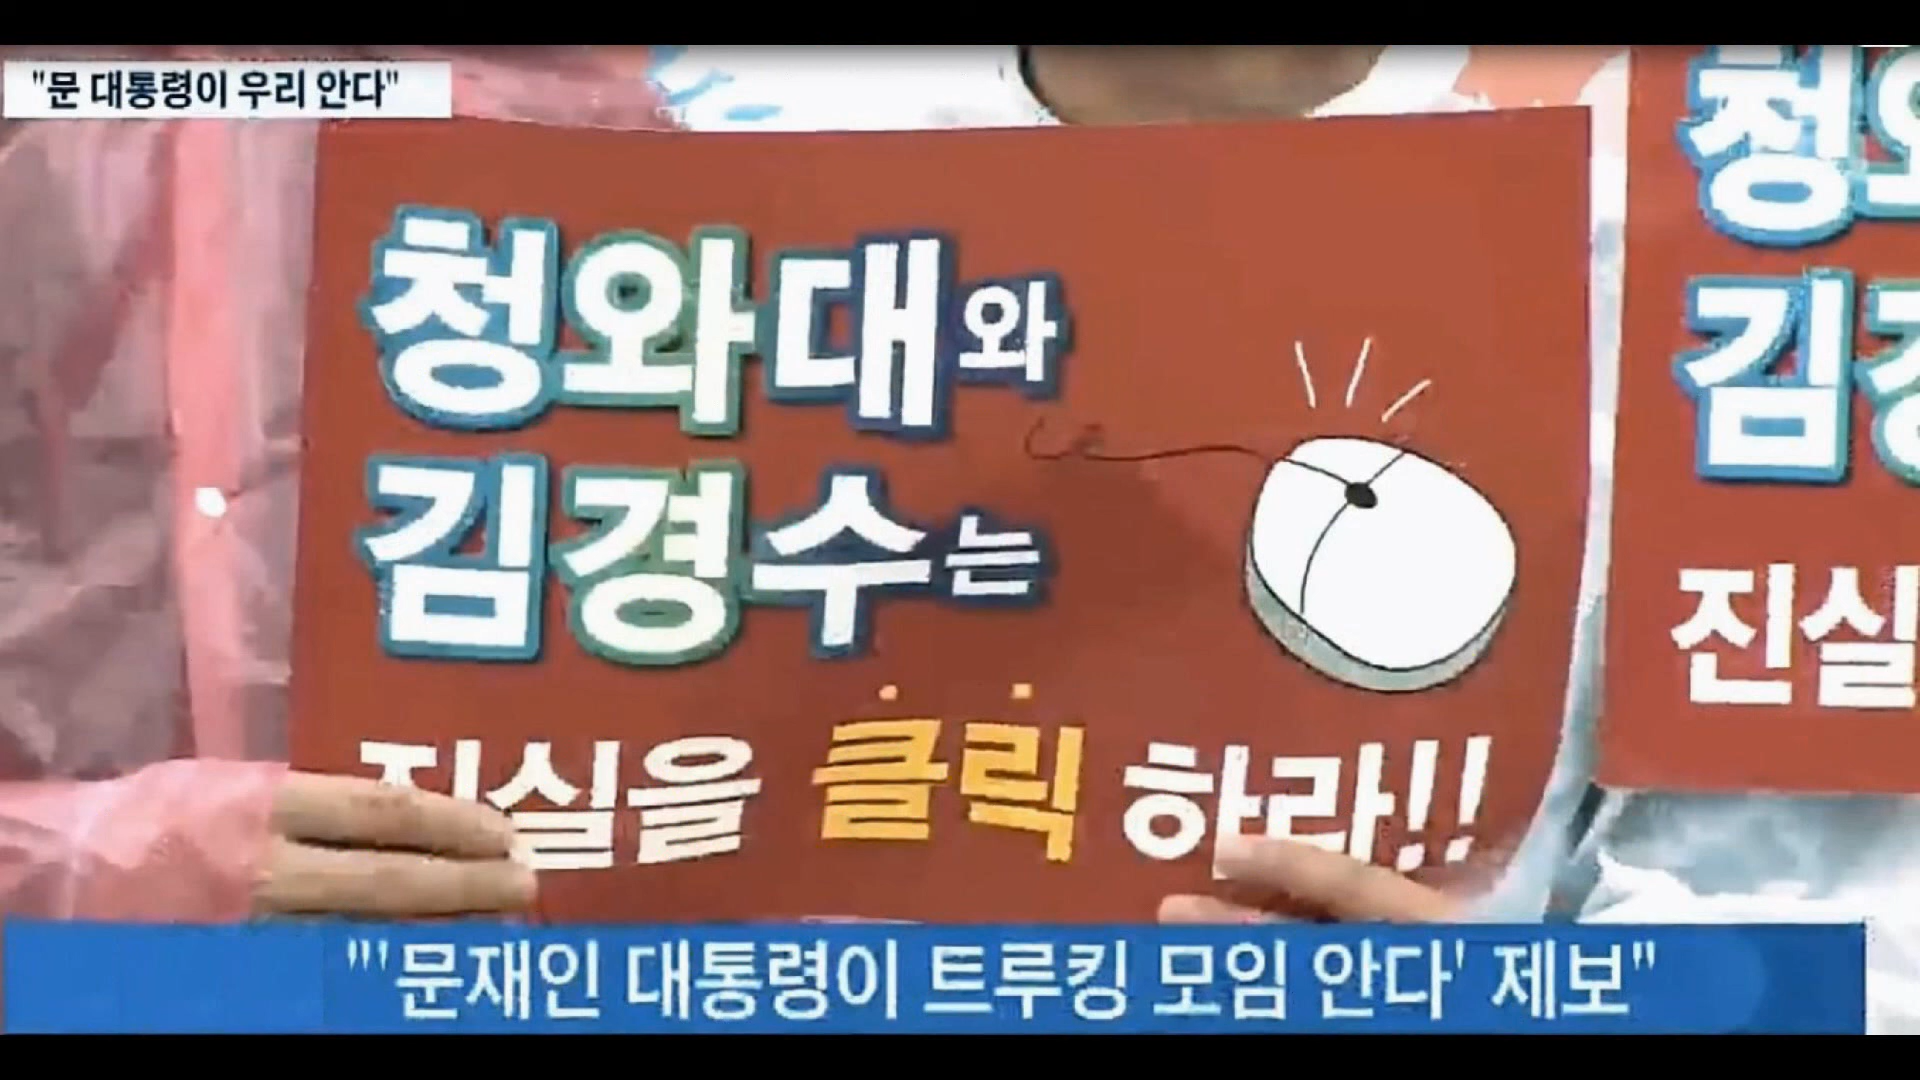 "문 대통령이 우리 안다"
청와대와
김경수는
진실을 클릭 하라!!
청와
김경
진실
"'문재인 대통령이 트루킹 모임 안다' 제보"